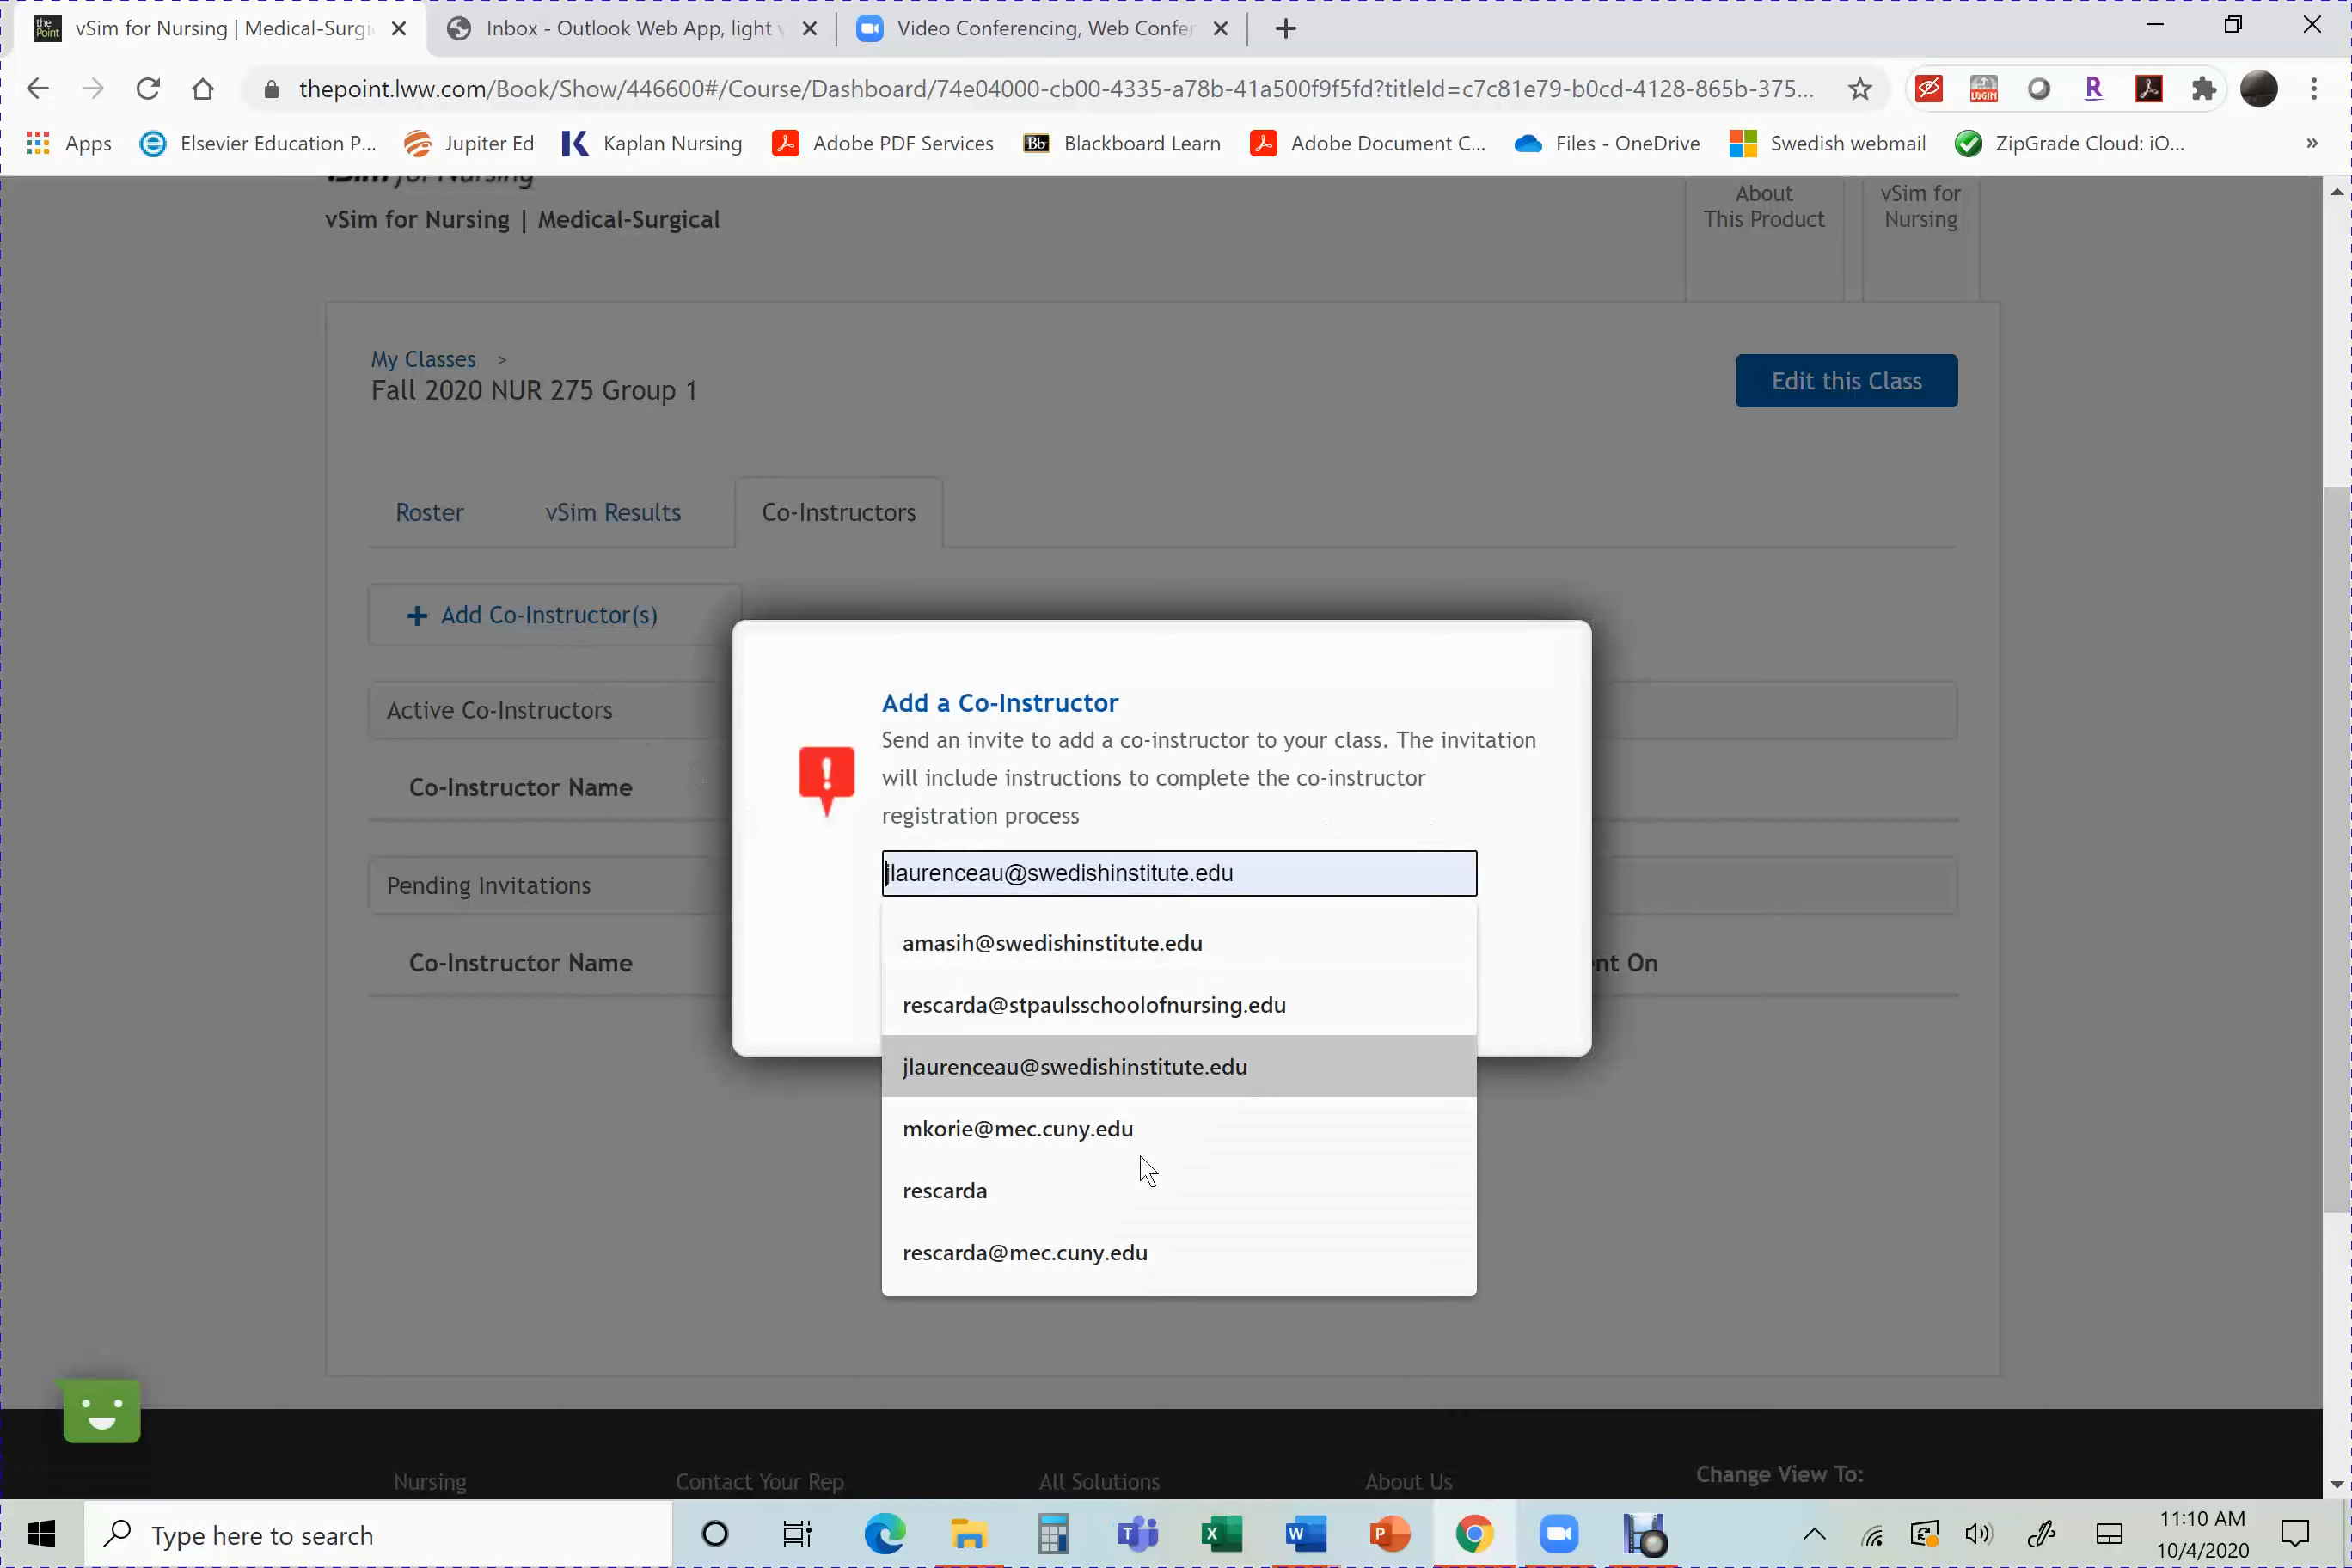 the Point
vSim for Nursing | Medical-Surgi
Inbox - Outlook Web App, light v
Video Conferencing, Web Confer
thepoint.lww.com/Book/Show/446600#/Course/Dashboard/74e04000-cb00-4335-a78b-41a500f9f5fd?titleId=c7c81e79-b0cd-4128-865b-375...
LOGIN
R
Apps
Elsevier Education P...
Jupiter Ed
Kaplan Nursing
Adobe PDF Services
Bb
Blackboard Learn
Adobe Document C...
Files - OneDrive
Swedish webmail
ZipGrade Cloud: iO...
»
vSim for Nursing
vSim for Nursing | Medical-Surgical
About
This Product
vSim for
Nursing
My Classes >
Fall 2020 NUR 275 Group 1
Edit this Class
Roster
vSim Results
Co-Instructors
+ Add Co-Instructor(s)
Active Co-Instructors
Co-Instructor Name
Pending Invitations
Co-Instructor Name
nt On
Add a Co-Instructor
Send an invite to add a co-instructor to your class. The invitation
will include instructions to complete the co-instructor
registration process
jlaurenceau@swedishinstitute.edu
amasih@swedishinstitute.edu
rescarda@stpaulsschoolofnursing.edu
jlaurenceau@swedishinstitute.edu
mkorie@mec.cuny.edu
rescarda
rescarda@mec.cuny.edu
Nursing
Contact Your Rep
All Solutions
About Us
Change View To:
Type here to search
11:10 AM
10/4/2020